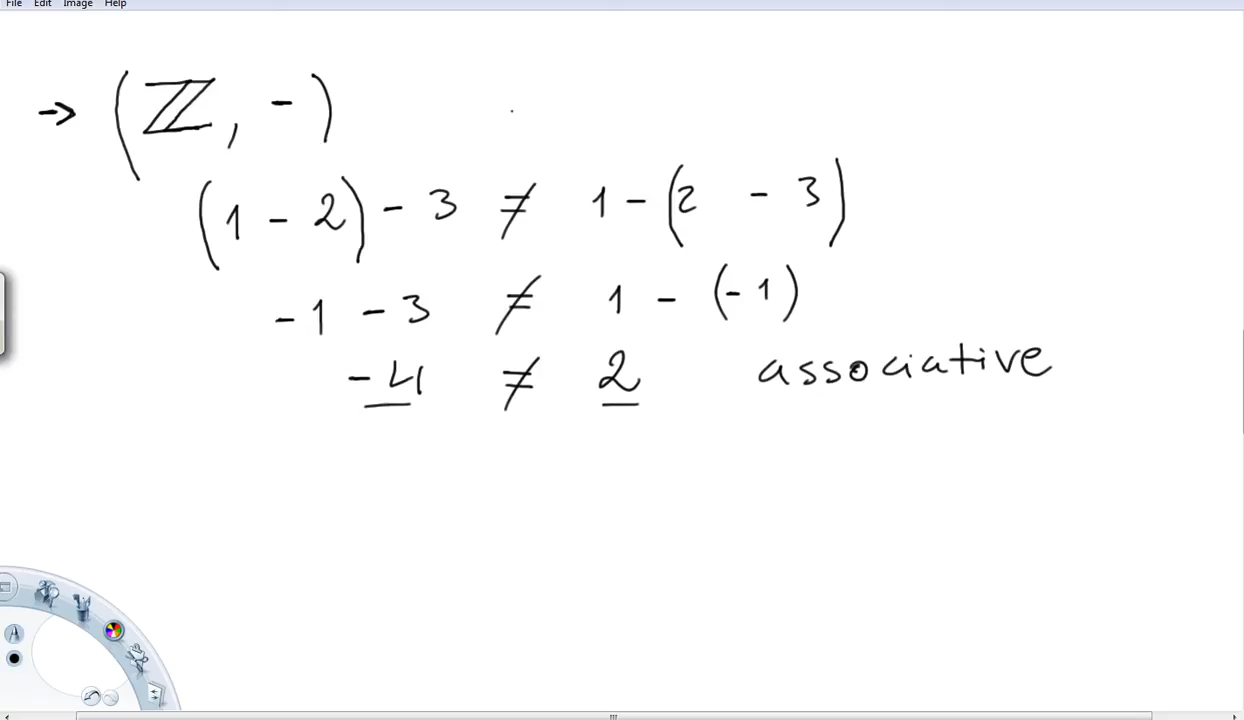 File Edit Image Help
→ (ℤ, -)
(1 - 2) - 3 ≠ 1 - (2 - 3)
-1 - 3 ≠ 1 - (-1)
-4 ≠ 2 associative